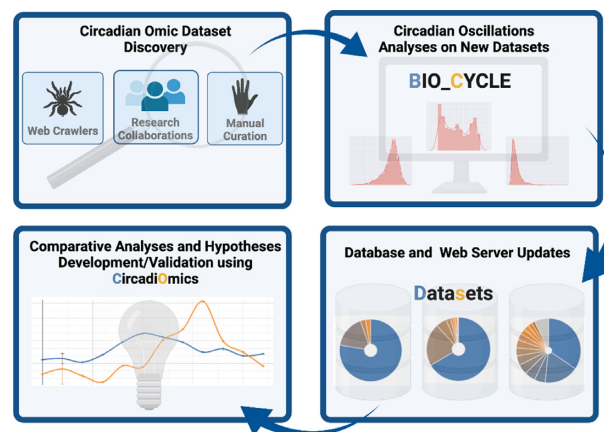 Circadian Omic Dataset
Discovery
Web Crawlers
Research
Collaborations
Manual
Curation
Circadian Oscillations
Analyses on New Datasets
BIO_CYCLE
Comparative Analyses and Hypotheses
Development/Validation using
CircadiOmics
Database and Web Server Updates
Datasets